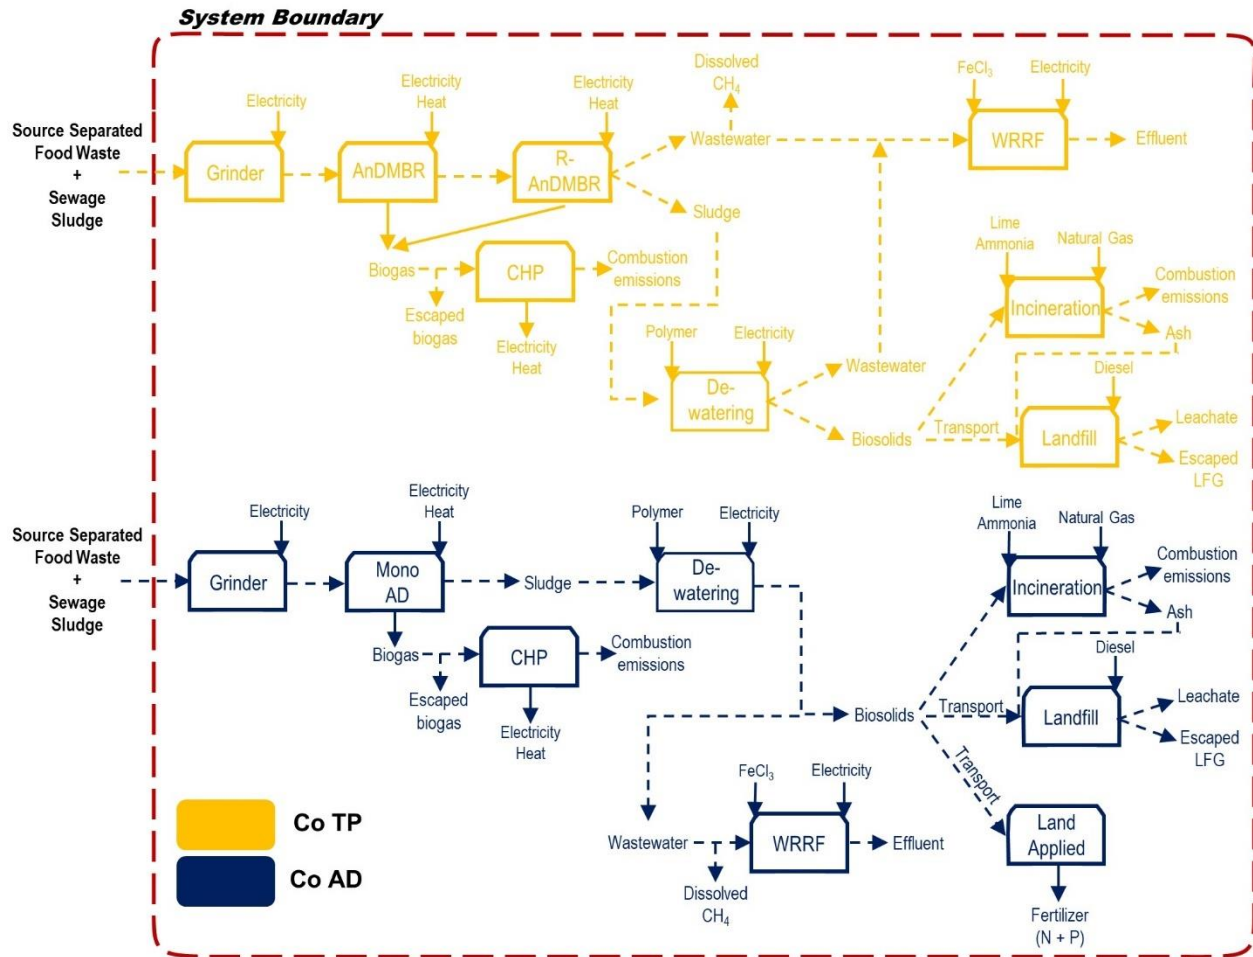 System Boundary
Source Separated
Food Waste
+
Sewage
Sludge
Electricity
Grinder
Electricity
Heat
AnDMBR
Electricity
Heat
R-
AnDMBR
Dissolved
CH₄
Wastewater
Sludge
FeCl₃
Electricity
WRRF
Effluent
Biogas
Escaped
biogas
CHP
Combustion
emissions
Electricity
Heat
Polymer
Electricity
De-
watering
Wastewater
Biosolids
Transport
Lime
Ammonia
Natural Gas
Incineration
Combustion
emissions
Ash
Diesel
Landfill
Leachate
Escaped
LFG
Source Separated
Food Waste
+
Sewage
Sludge
Electricity
Grinder
Electricity
Heat
Mono
AD
Sludge
Polymer
Electricity
De-
watering
Biogas
Escaped
biogas
CHP
Combustion
emissions
Electricity
Heat
Biosolids
Transport
Transport
Lime
Ammonia
Natural Gas
Incineration
Combustion
emissions
Ash
Diesel
Landfill
Leachate
Escaped
LFG
Land
Applied
Fertilizer
(N + P)
Wastewater
Dissolved
CH₄
FeCl₃
Electricity
WRRF
Effluent
Co TP
Co AD